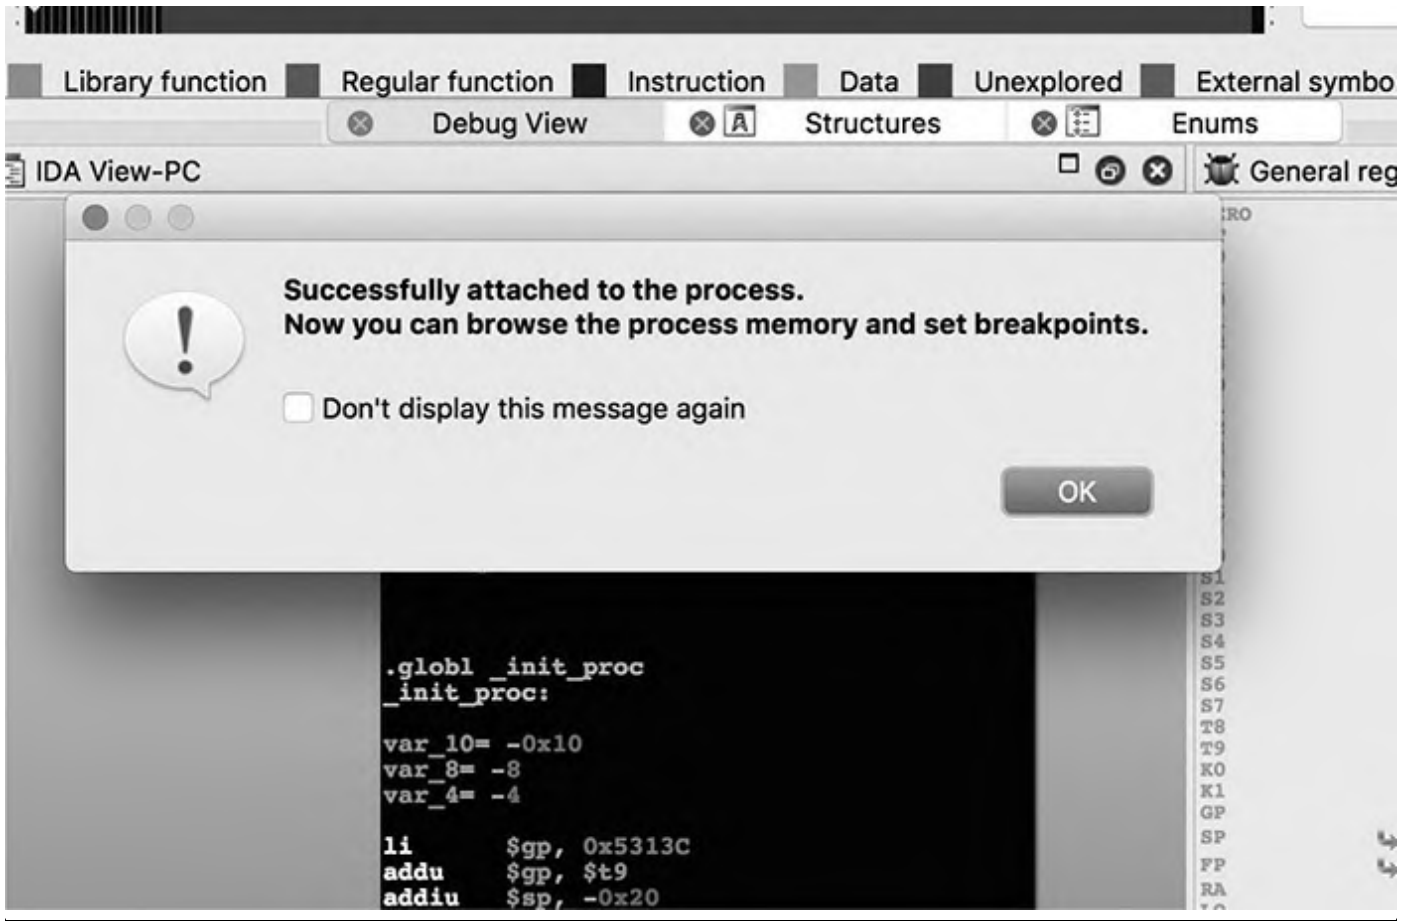 Library function Regular function Instruction Data Unexplored External symbo
Debug View Structures Enums
IDA View-PC General reg
Successfully attached to the process.
Now you can browse the process memory and set breakpoints.
Don't display this message again
OK
.globl _init_proc
_init_proc:
var_10= -0x10
var_8= -8
var_4= -4
li $gp, 0x5313C
addu $gp, $t9
addiu $sp, -0x20
RO
S1
S2
S3
S4
S5
S6
S7
T8
T9
K0
K1
GP
SP
FP
RA